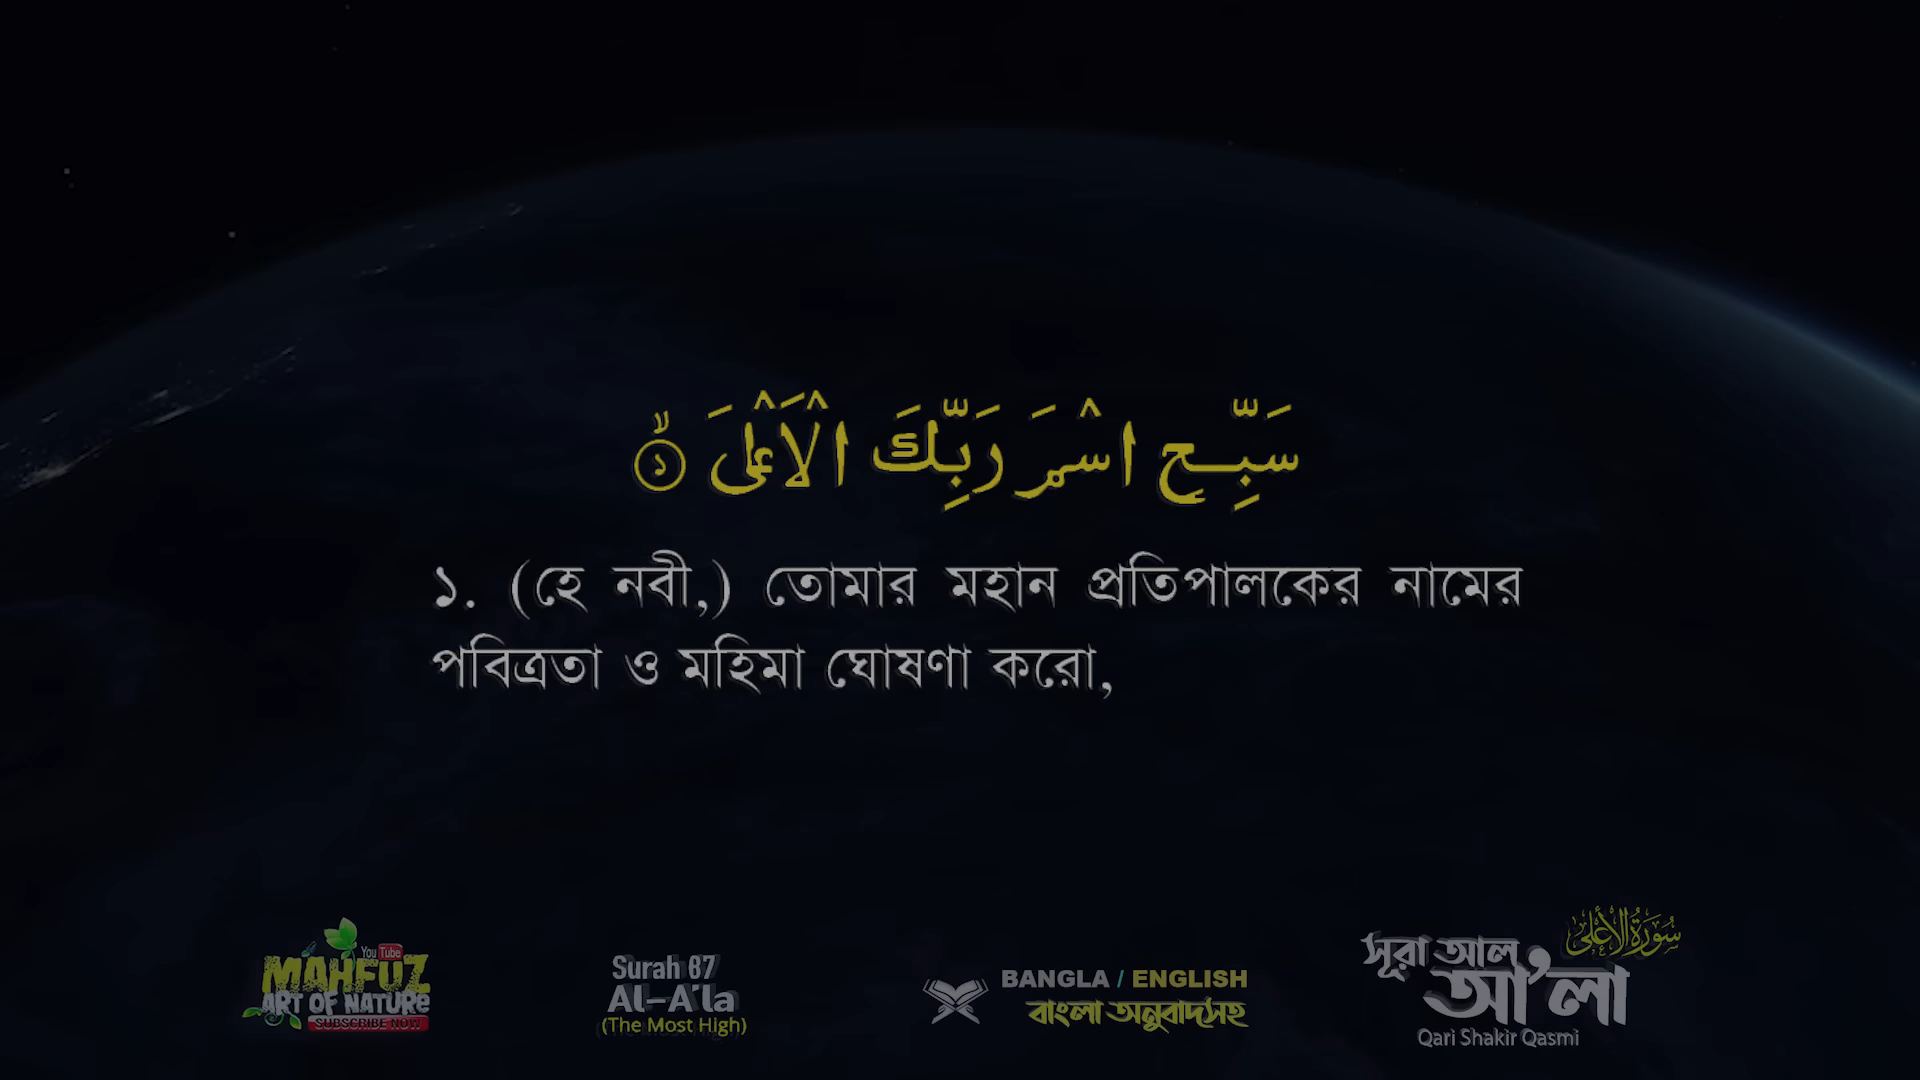 سَبِّحِ اسْمَ رَبِّكَ الْاَعْلَىۙ ۝١
১. (হে নবী,) তোমার মহান প্রতিপালকের নামের
পবিত্রতা ও মহিমা ঘোষণা করো,
You Tube
MAHFUZ
ART OF NATURE
SUBSCRIBE NOW
Surah 87
Al-A'la
(The Most High)
BANGLA / ENGLISH
বাংলা অনুবাদসহ
سُورَةُ الأَعْلَى
সূরা আল
আ'লা
Qari Shakir Qasmi